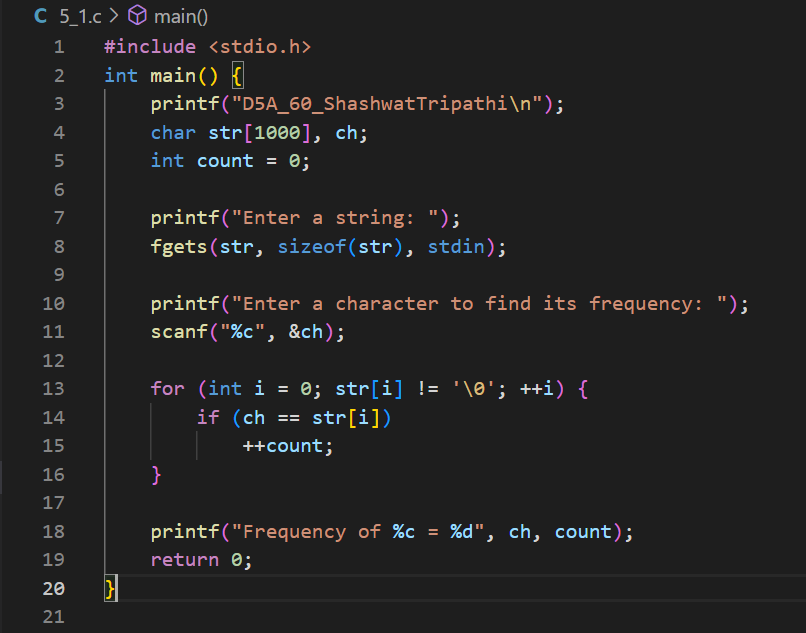 C 5_1.c > main()
1 #include <stdio.h>
2 int main() {
3     printf("D5A_60_ShashwatTripathi\n");
4     char str[1000], ch;
5     int count = 0;
6
7     printf("Enter a string: ");
8     fgets(str, sizeof(str), stdin);
9
10     printf("Enter a character to find its frequency: ");
11     scanf("%c", &ch);
12
13     for (int i = 0; str[i] != '\0'; ++i) {
14         if (ch == str[i])
15             ++count;
16     }
17
18     printf("Frequency of %c = %d", ch, count);
19     return 0;
20 }
21